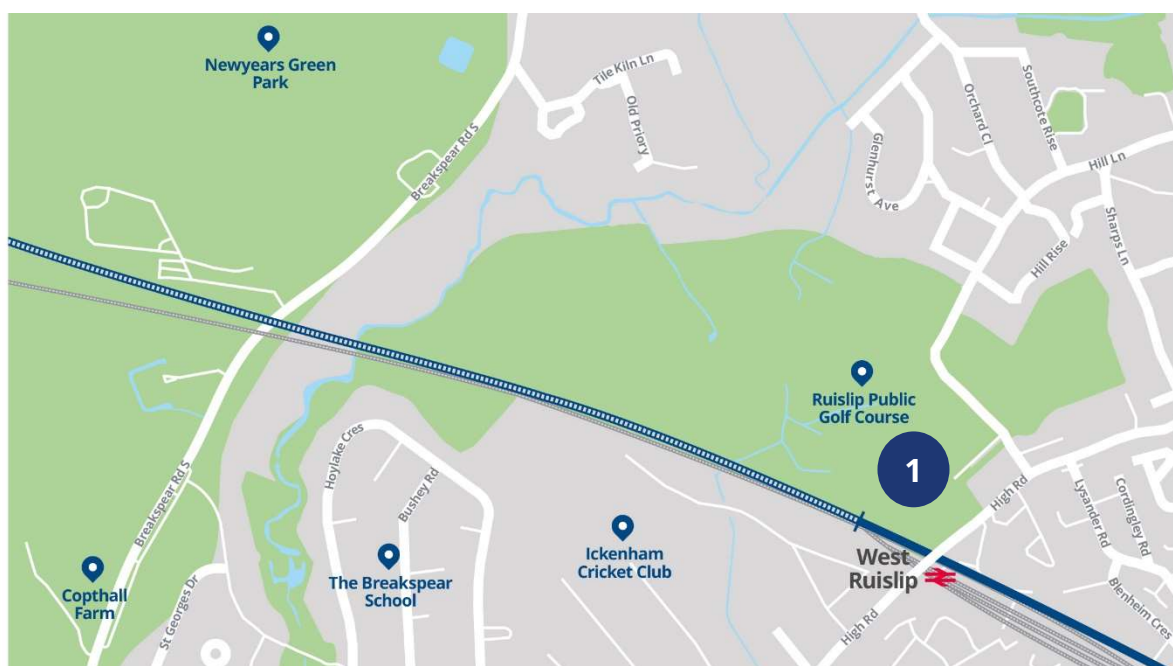 Newyears Green
Park
Tile Kiln Ln
Old Priory
Breakspear Rd S
Glenhurst Ave
Orchard Cl
Southcote Rise
Hill Ln
Sharps Ln
Hill Rise
Ruislip Public
Golf Course
1
High Rd
Lysander Rd
Cordingley Rd
Blenheim Cres
Hoylake Cres
Bushey Rd
Breakspear Rd S
Copthall
Farm
St Georges Dr
The Breakspear
School
Ickenham
Cricket Club
West
Ruislip
High Rd